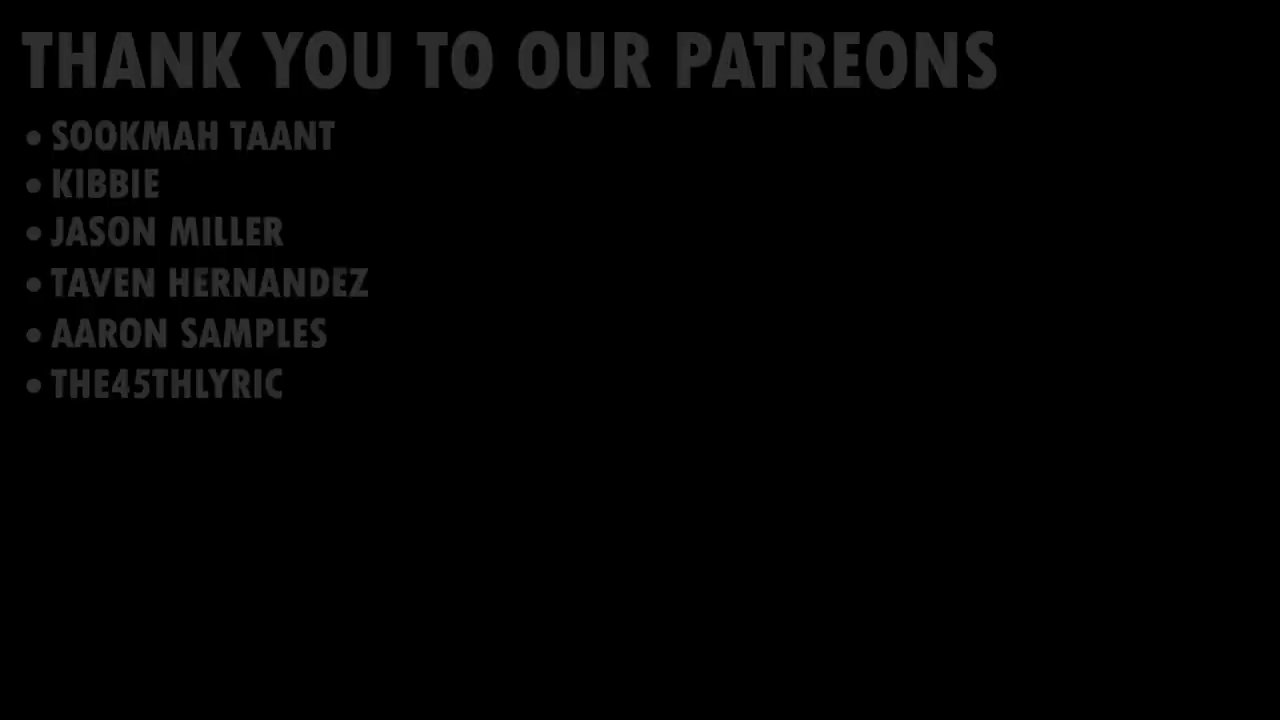 THANK YOU TO OUR PATREONS
• SOOKMAH TAANT
• KIBBIE
• JASON MILLER
• TAVEN HERNANDEZ
• AARON SAMPLES
• THE45THLYRIC